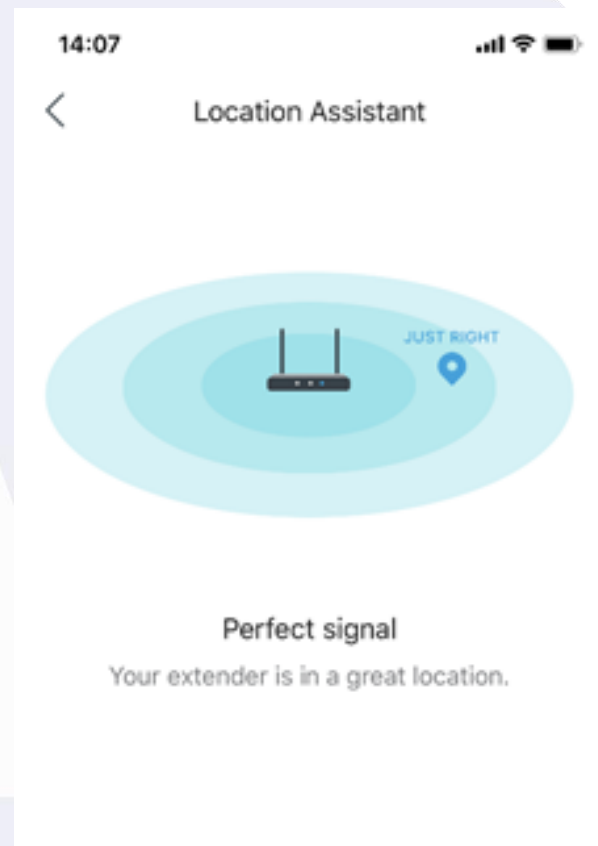 14:07
Location Assistant
JUST RIGHT
Perfect signal
Your extender is in a great location.